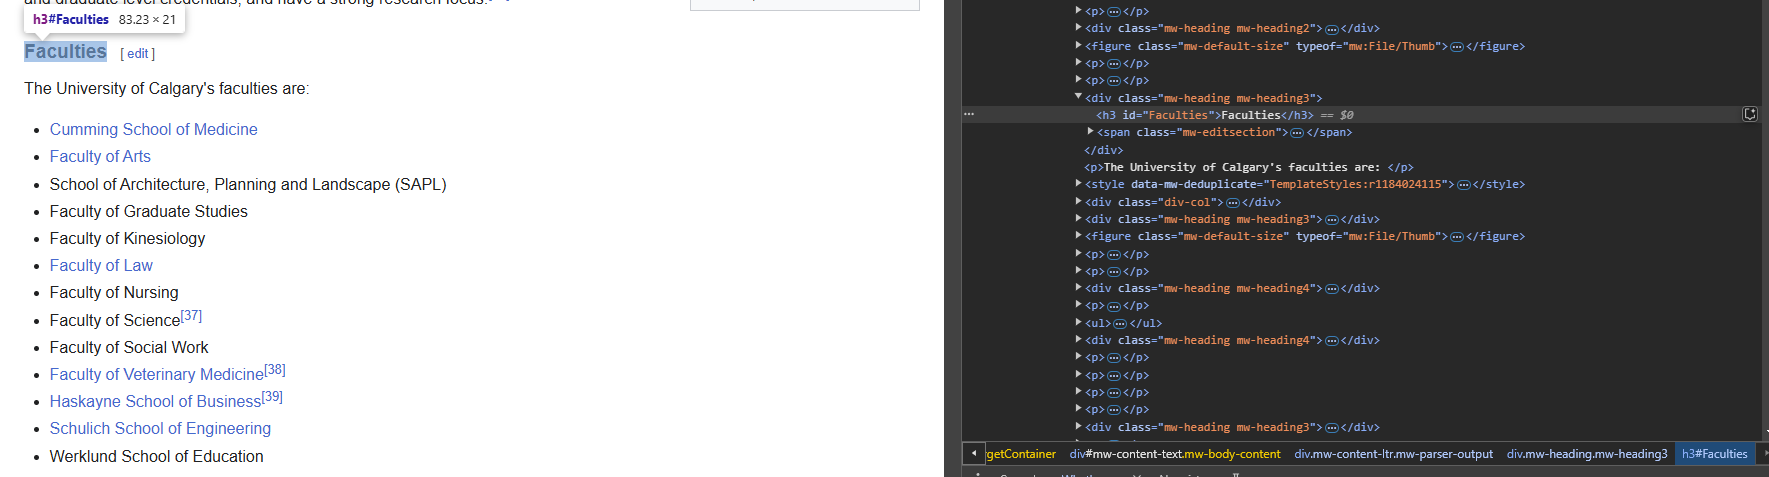 and graduate level credentials, and have a strong research focus.
h3#Faculties 83.23 × 21
Faculties [ edit ]
The University of Calgary's faculties are:
• Cumming School of Medicine
• Faculty of Arts
• School of Architecture, Planning and Landscape (SAPL)
• Faculty of Graduate Studies
• Faculty of Kinesiology
• Faculty of Law
• Faculty of Nursing
• Faculty of Science[37]
• Faculty of Social Work
• Faculty of Veterinary Medicine[38]
• Haskayne School of Business[39]
• Schulich School of Engineering
• Werklund School of Education
<p>…</p>
<div class="mw-heading mw-heading2">…</div>
<figure class="mw-default-size" typeof="mw:File/Thumb">…</figure>
<p>…</p>
<p>…</p>
<div class="mw-heading mw-heading3">
… <h3 id="Faculties">Faculties</h3> == $0
<span class="mw-editsection">…</span>
</div>
<p>The University of Calgary's faculties are: </p>
<style data-mw-deduplicate="TemplateStyles:r1184024115">…</style>
<div class="div-col">…</div>
<div class="mw-heading mw-heading3">…</div>
<figure class="mw-default-size" typeof="mw:File/Thumb">…</figure>
<p>…</p>
<p>…</p>
<div class="mw-heading mw-heading4">…</div>
<p>…</p>
<ul>…</ul>
<div class="mw-heading mw-heading4">…</div>
<p>…</p>
<p>…</p>
<p>…</p>
<p>…</p>
<div class="mw-heading mw-heading3">…</div>
getContainer div#mw-content-text.mw-body-content div.mw-content-ltr.mw-parser-output div.mw-heading.mw-heading3 h3#Faculties